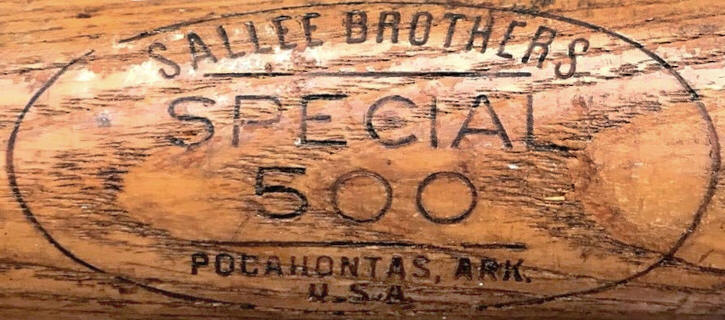 SALLEE BROTHERS
SPECIAL
500
POCAHONTAS, ARK.
U.S.A.